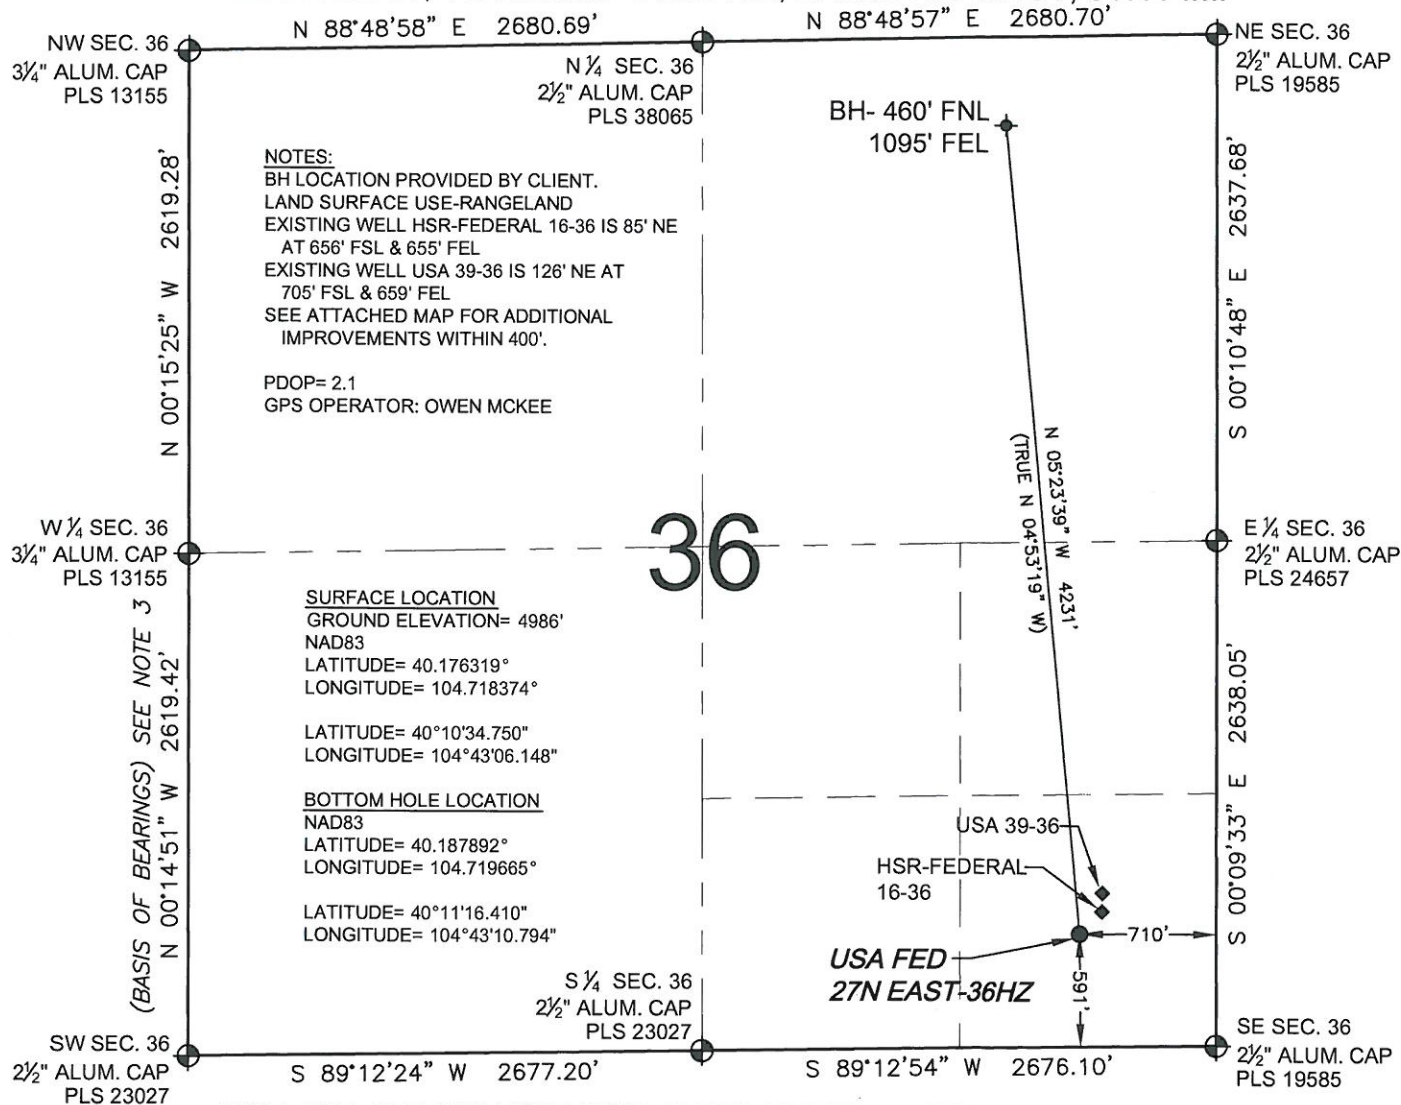 N 88°48'58" E 2680.69'
N 88°48'57" E 2680.70'
NW SEC. 36
3¼" ALUM. CAP
PLS 13155
N ¼ SEC. 36
2½" ALUM. CAP
PLS 38065
NE SEC. 36
2½" ALUM. CAP
PLS 19585
BH- 460' FNL
1095' FEL
NOTES:
BH LOCATION PROVIDED BY CLIENT.
LAND SURFACE USE-RANGELAND
EXISTING WELL HSR-FEDERAL 16-36 IS 85' NE
AT 656' FSL & 655' FEL
EXISTING WELL USA 39-36 IS 126' NE AT
705' FSL & 659' FEL
SEE ATTACHED MAP FOR ADDITIONAL
IMPROVEMENTS WITHIN 400'.
PDOP= 2.1
GPS OPERATOR: OWEN MCKEE
N 00°15'25" W 2619.28'
S 00°10'48" E 2637.68'
N 05°23'39" W 4231'
(TRUE N 04°53'19" W)
W ¼ SEC. 36
3¼" ALUM. CAP
PLS 13155
36
E ¼ SEC. 36
2½" ALUM. CAP
PLS 24657
SURFACE LOCATION
GROUND ELEVATION= 4986'
NAD83
LATITUDE= 40.176319°
LONGITUDE= 104.718374°
LATITUDE= 40°10'34.750"
LONGITUDE= 104°43'06.148"
BOTTOM HOLE LOCATION
NAD83
LATITUDE= 40.187892°
LONGITUDE= 104.719665°
LATITUDE= 40°11'16.410"
LONGITUDE= 104°43'10.794"
(BASIS OF BEARINGS) SEE NOTE 3
N 00°14'51" W 2619.42'
S 00°09'33" E 2638.05'
USA 39-36
HSR-FEDERAL
16-36
710'
591'
USA FED
27N EAST-36HZ
S ¼ SEC. 36
2½" ALUM. CAP
PLS 23027
SW SEC. 36
2½" ALUM. CAP
PLS 23027
SE SEC. 36
2½" ALUM. CAP
PLS 19585
S 89°12'24" W 2677.20'
S 89°12'54" W 2676.10'